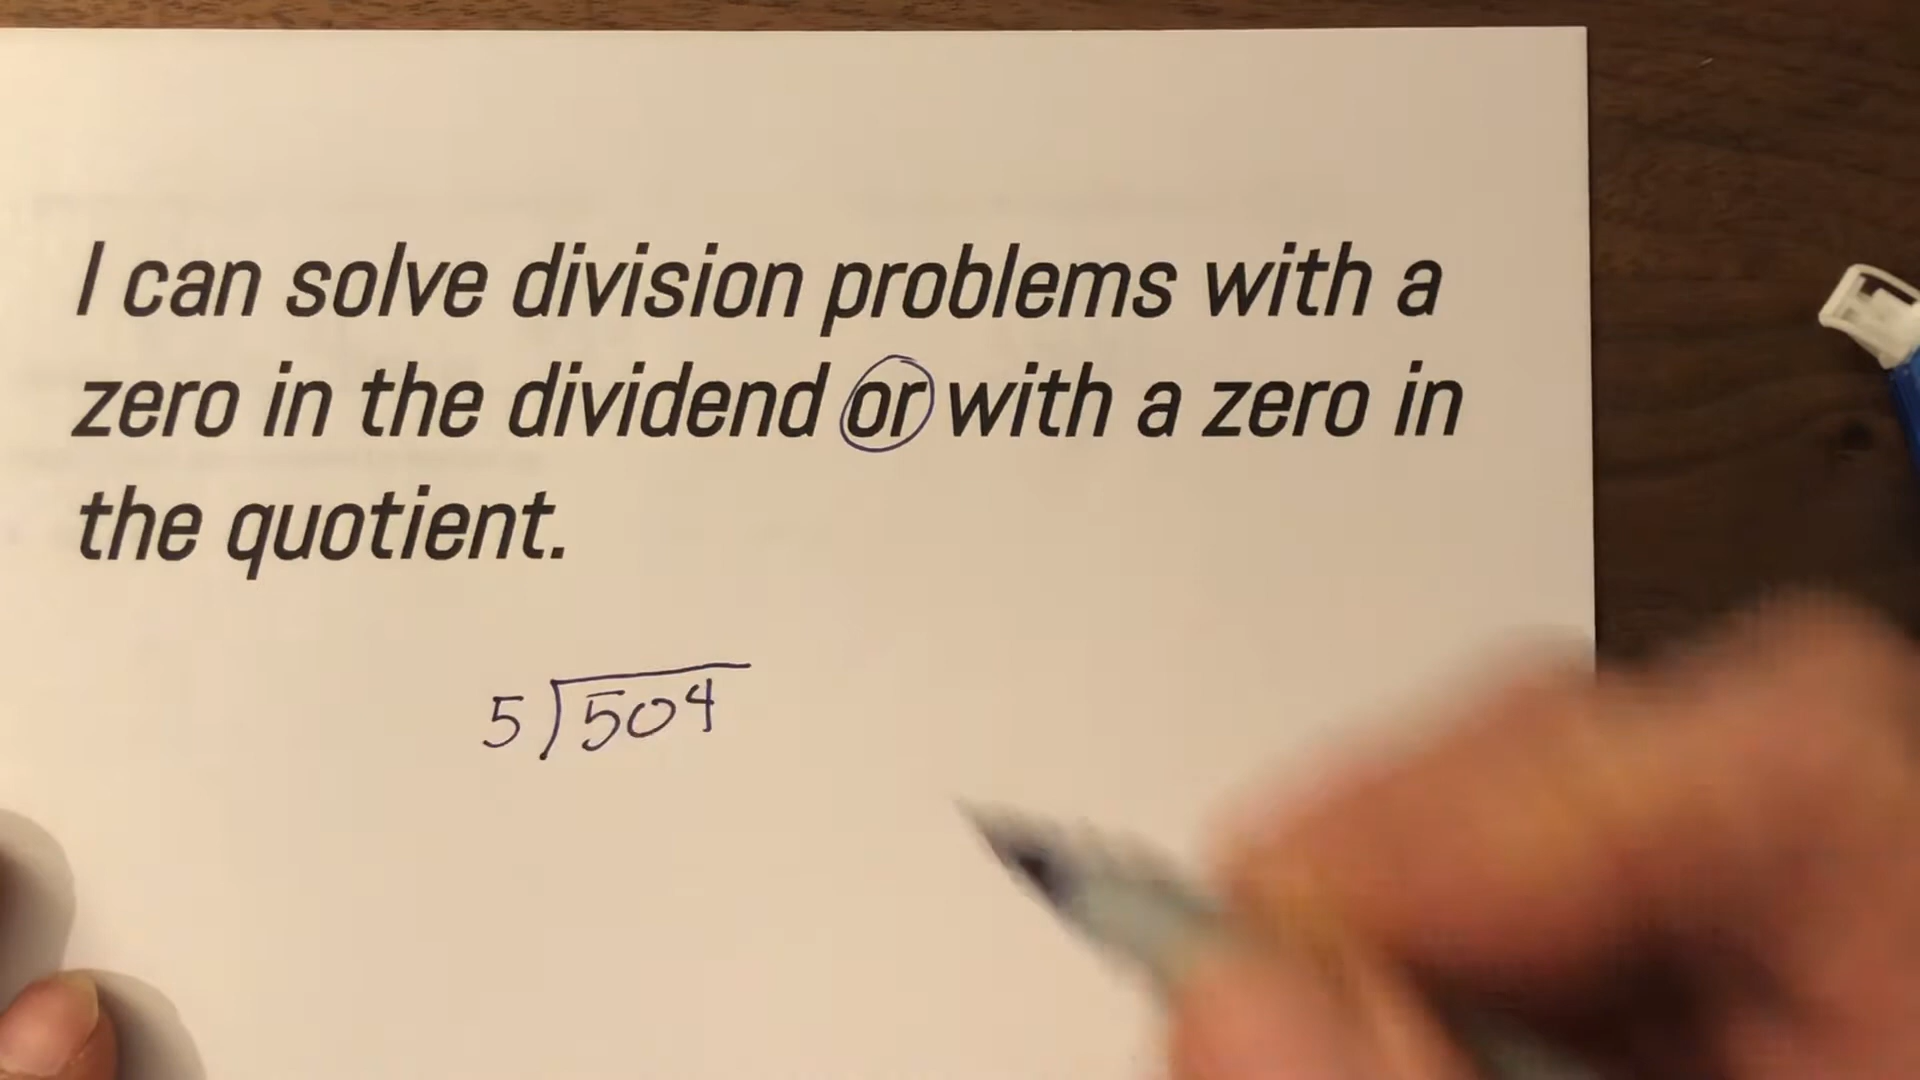 I can solve division problems with a
zero in the dividend or with a zero in
the quotient.
5)504